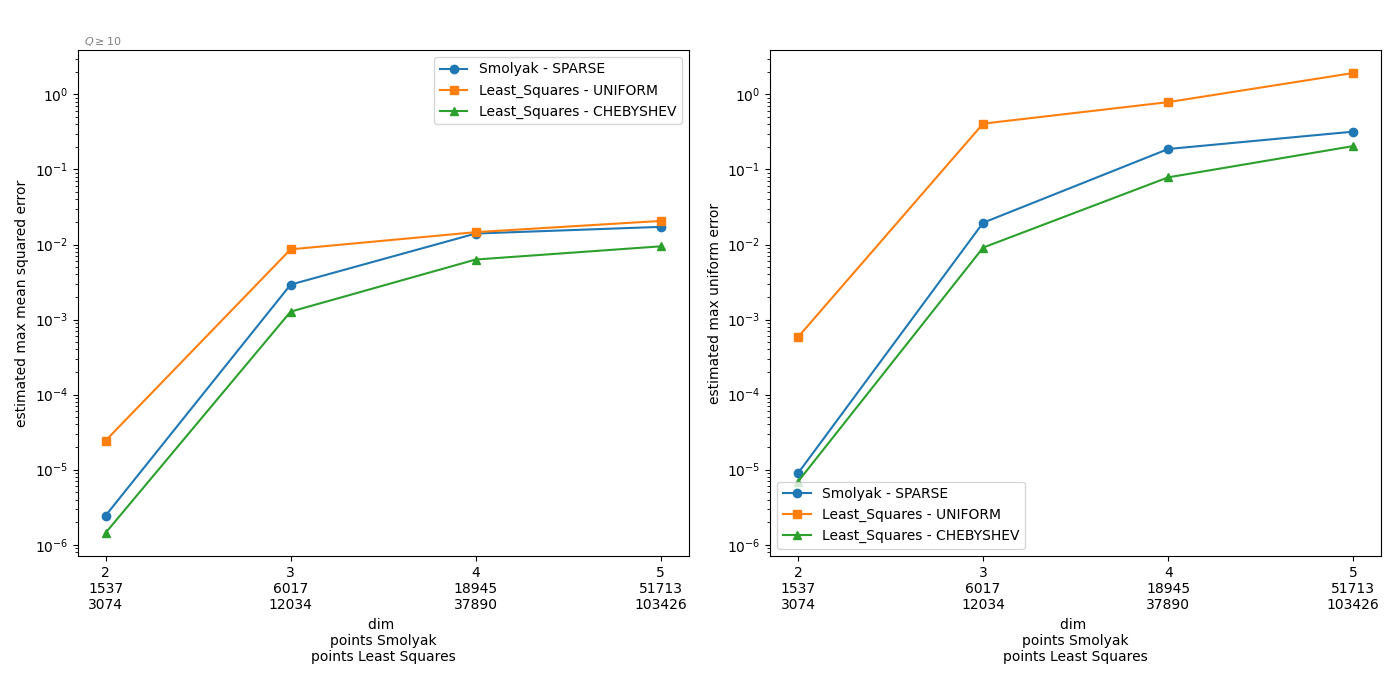 Q ≥ 10
estimated max mean squared error
10^0
10^-1
10^-2
10^-3
10^-4
10^-5
10^-6
Smolyak - SPARSE
Least_Squares - UNIFORM
Least_Squares - CHEBYSHEV
2 3 4 5
1537 6017 18945 51713
3074 12034 37890 103426
dim
points Smolyak
points Least Squares
estimated max uniform error
10^0
10^-1
10^-2
10^-3
10^-4
10^-5
10^-6
Smolyak - SPARSE
Least_Squares - UNIFORM
Least_Squares - CHEBYSHEV
2 3 4 5
1537 6017 18945 51713
3074 12034 37890 103426
dim
points Smolyak
points Least Squares